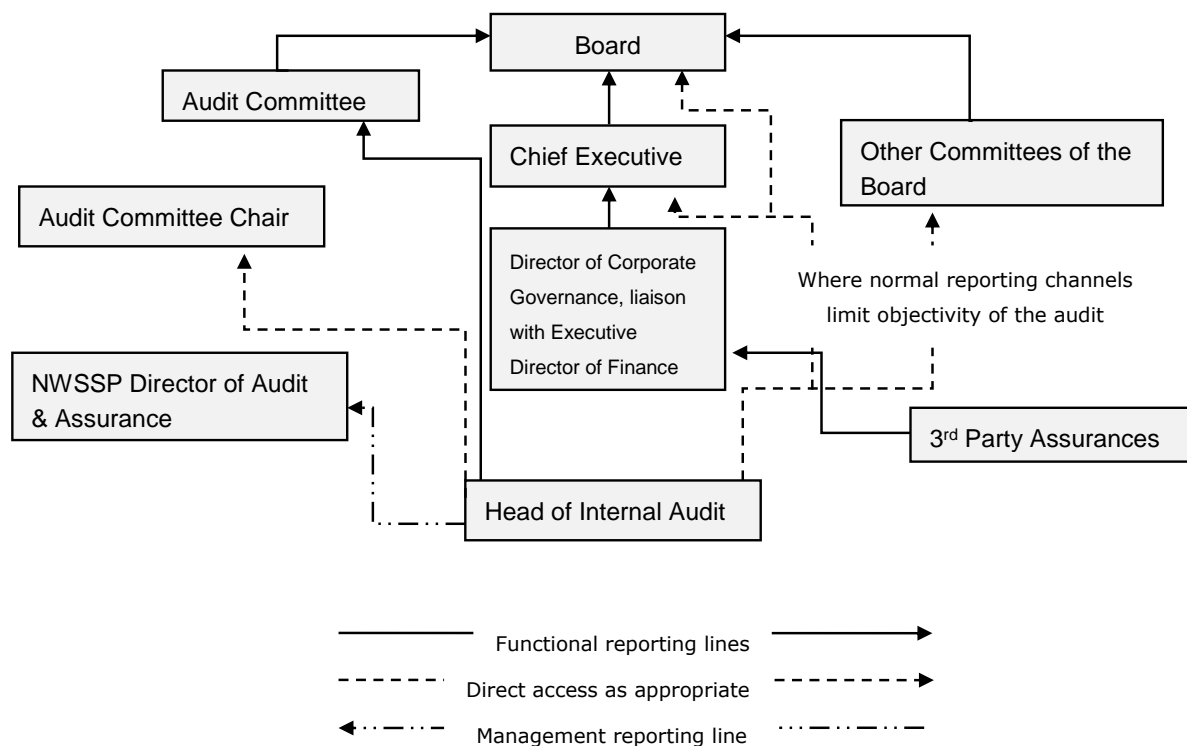 Board
Audit Committee
Chief Executive
Other Committees of the
Board
Audit Committee Chair
Director of Corporate
Governance, liaison
with Executive
Director of Finance
Where normal reporting channels
limit objectivity of the audit
NWSSP Director of Audit
& Assurance
3rd Party Assurances
Head of Internal Audit
Functional reporting lines
Direct access as appropriate
Management reporting line